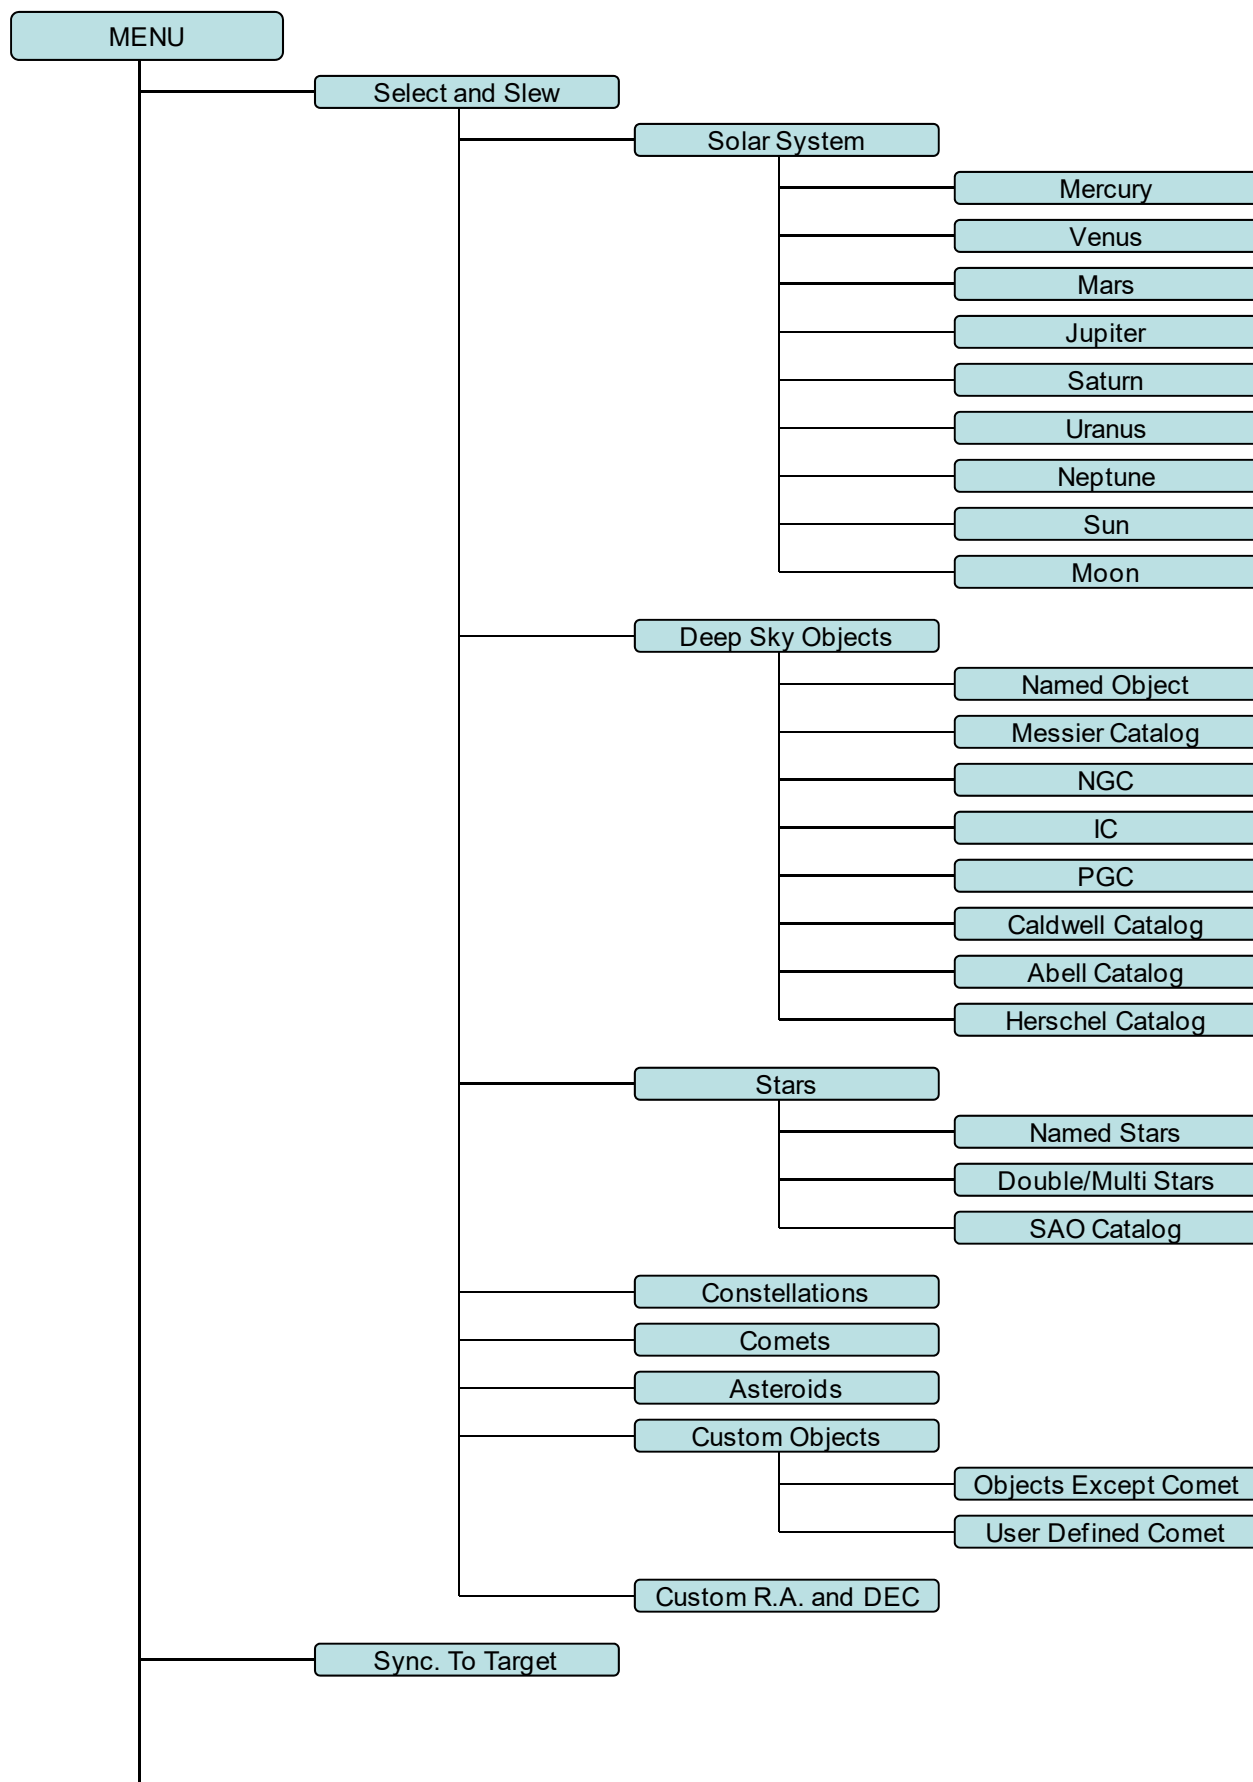 MENU
Select and Slew
Solar System
Mercury
Venus
Mars
Jupiter
Saturn
Uranus
Neptune
Sun
Moon
Deep Sky Objects
Named Object
Messier Catalog
NGC
IC
PGC
Caldwell Catalog
Abell Catalog
Herschel Catalog
Stars
Named Stars
Double/Multi Stars
SAO Catalog
Constellations
Comets
Asteroids
Custom Objects
Objects Except Comet
User Defined Comet
Custom R.A. and DEC
Sync. To Target